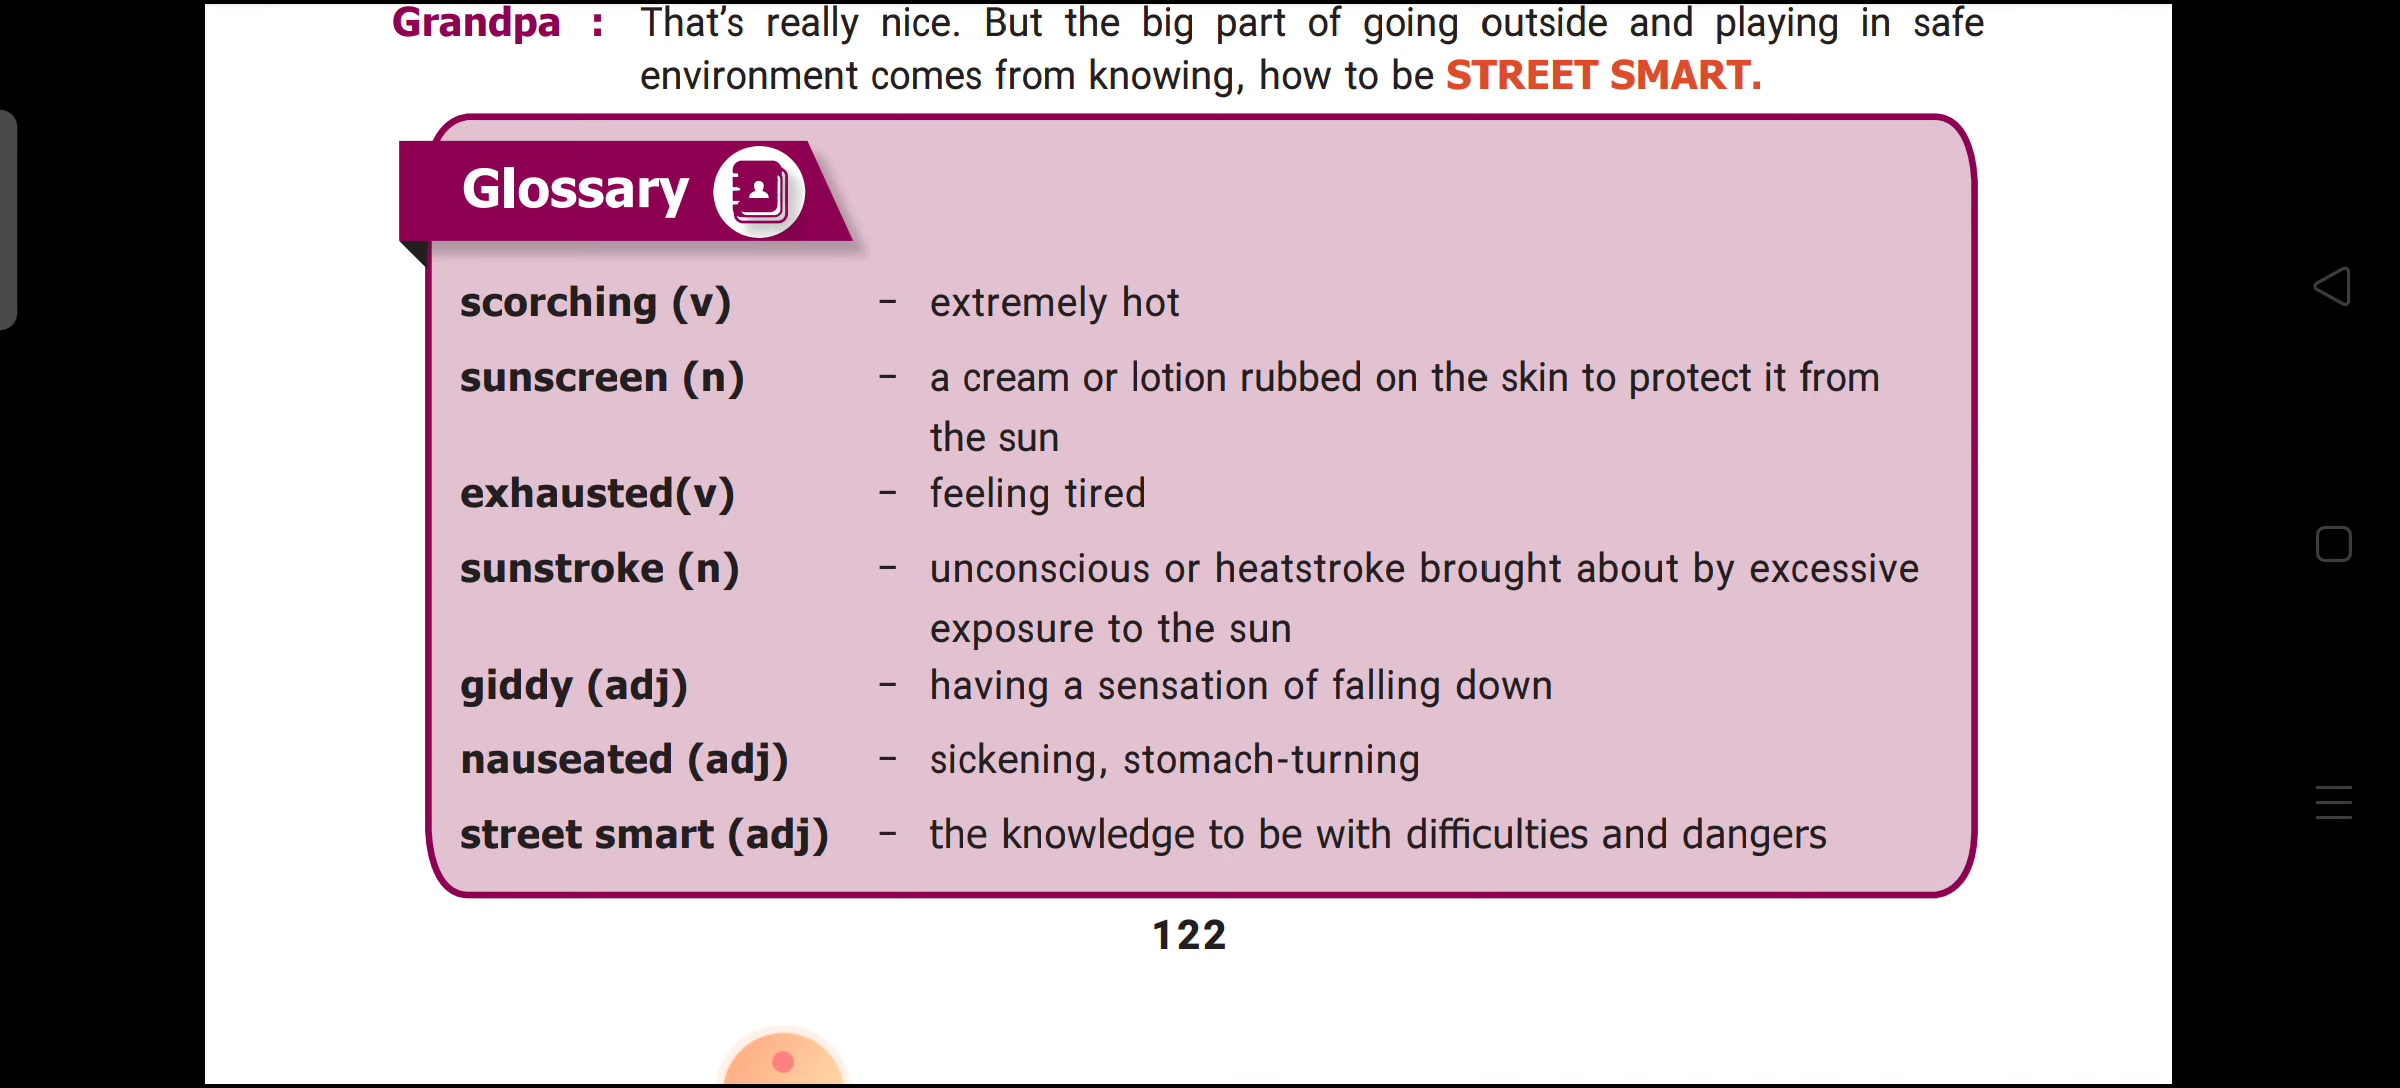 Grandpa : That’s really nice. But the big part of going outside and playing in safe
environment comes from knowing, how to be STREET SMART.
Glossary
scorching (v) – extremely hot
sunscreen (n) – a cream or lotion rubbed on the skin to protect it from
the sun
exhausted(v) – feeling tired
sunstroke (n) – unconscious or heatstroke brought about by excessive
exposure to the sun
giddy (adj) – having a sensation of falling down
nauseated (adj) – sickening, stomach-turning
street smart (adj) – the knowledge to be with difficulties and dangers
122